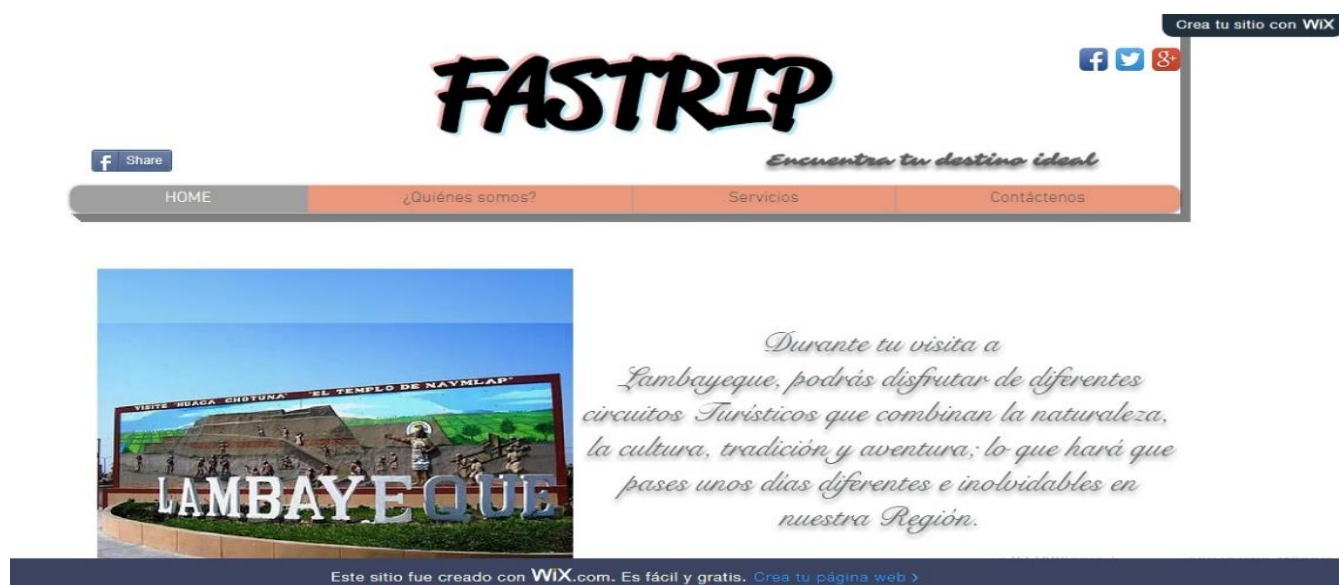 Crea tu sitio con WiX
FASTRIP
f Share
Encuentra tu destino ideal
HOME ¿Quiénes somos? Servicios Contáctenos
Durante tu visita a
Lambayeque, podrás disfrutar de diferentes
circuitos Turísticos que combinan la naturaleza,
la cultura, tradición y aventura; lo que hará que
pases unos días diferentes e inolvidables en
nuestra Región.
VISITE "HUACA CHOTUNA" "EL TEMPLO DE NAYMLAP"
LAMBAYEQUE
Este sitio fue creado con WiX.com. Es fácil y gratis. Crea tu página web >